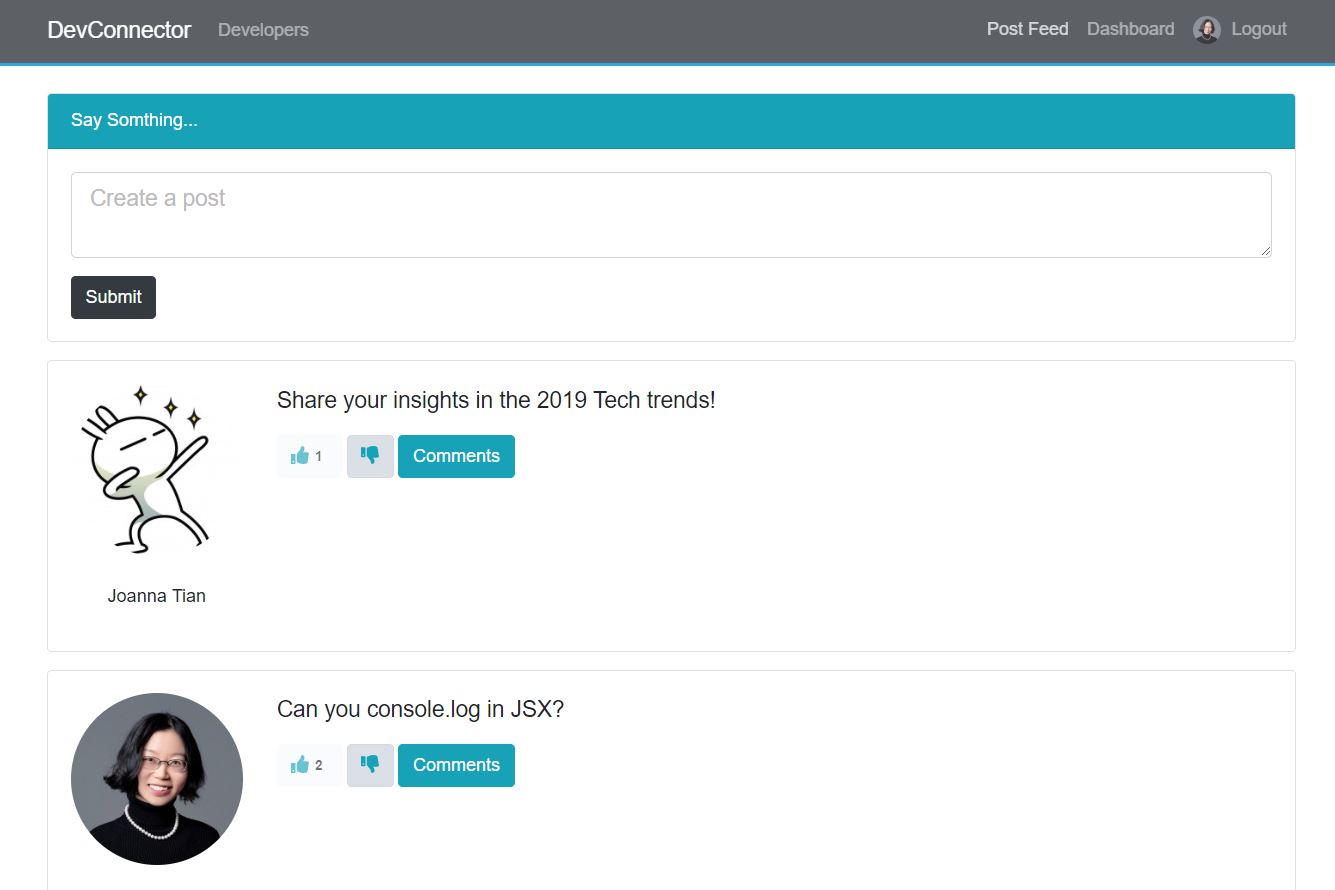 DevConnector Developers Post Feed Dashboard Logout
Say Somthing...
Create a post
Submit
Share your insights in the 2019 Tech trends!
1 Comments
Joanna Tian
Can you console.log in JSX?
2 Comments